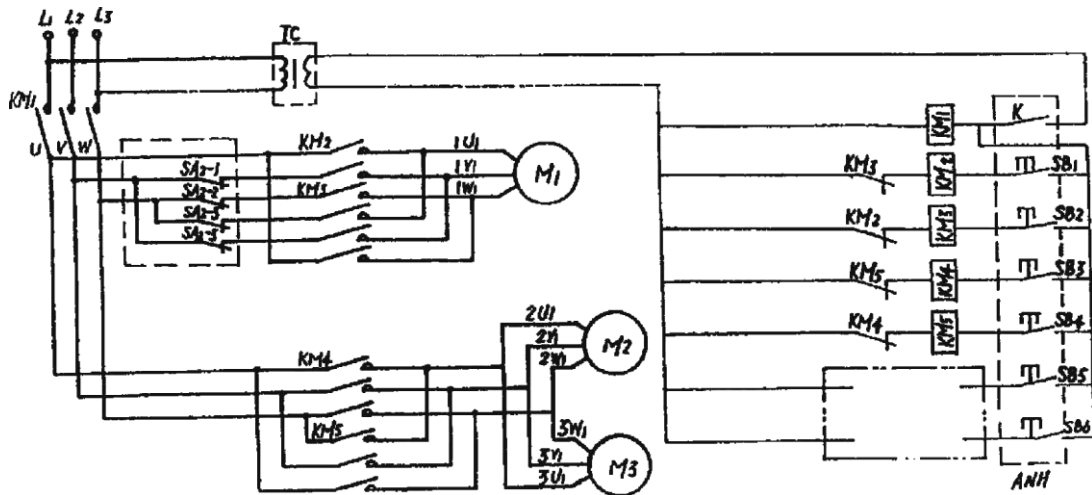 L1 L2 L3
TC
KM1
U V W
KM2
1U1
SA2-1
1V1
M1
SA2-2
KM3
1W1
SA2-3
SA2-4
K
KM1
KM3
KM2
SB1
KM2
KM3
SB2
KM5
KM4
SB3
KM4
KM5
SB4
SB5
SB6
ANH
2U1
2V1
M2
2W1
KM4
KM5
3W1
3V1
M3
3U1